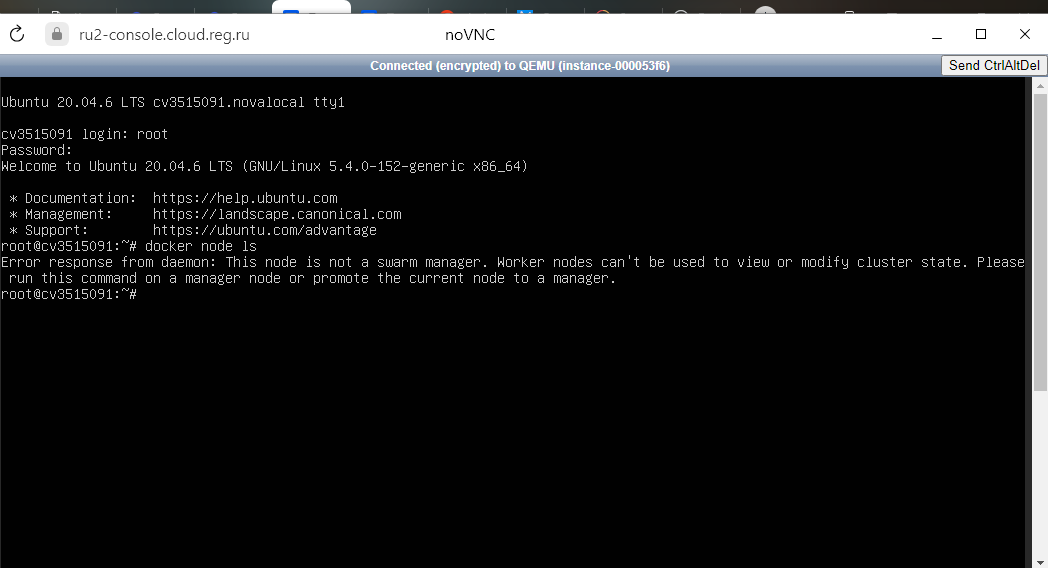 ru2-console.cloud.reg.ru
noVNC
Connected (encrypted) to QEMU (instance-000053f6)
Send CtrlAltDel
Ubuntu 20.04.6 LTS cv3515091.novalocal tty1
cv3515091 login: root
Password:
Welcome to Ubuntu 20.04.6 LTS (GNU/Linux 5.4.0-152-generic x86_64)
* Documentation:  https://help.ubuntu.com
* Management:     https://landscape.canonical.com
* Support:        https://ubuntu.com/advantage
root@cv3515091:~# docker node ls
Error response from daemon: This node is not a swarm manager. Worker nodes can't be used to view or modify cluster state. Please
run this command on a manager node or promote the current node to a manager.
root@cv3515091:~#